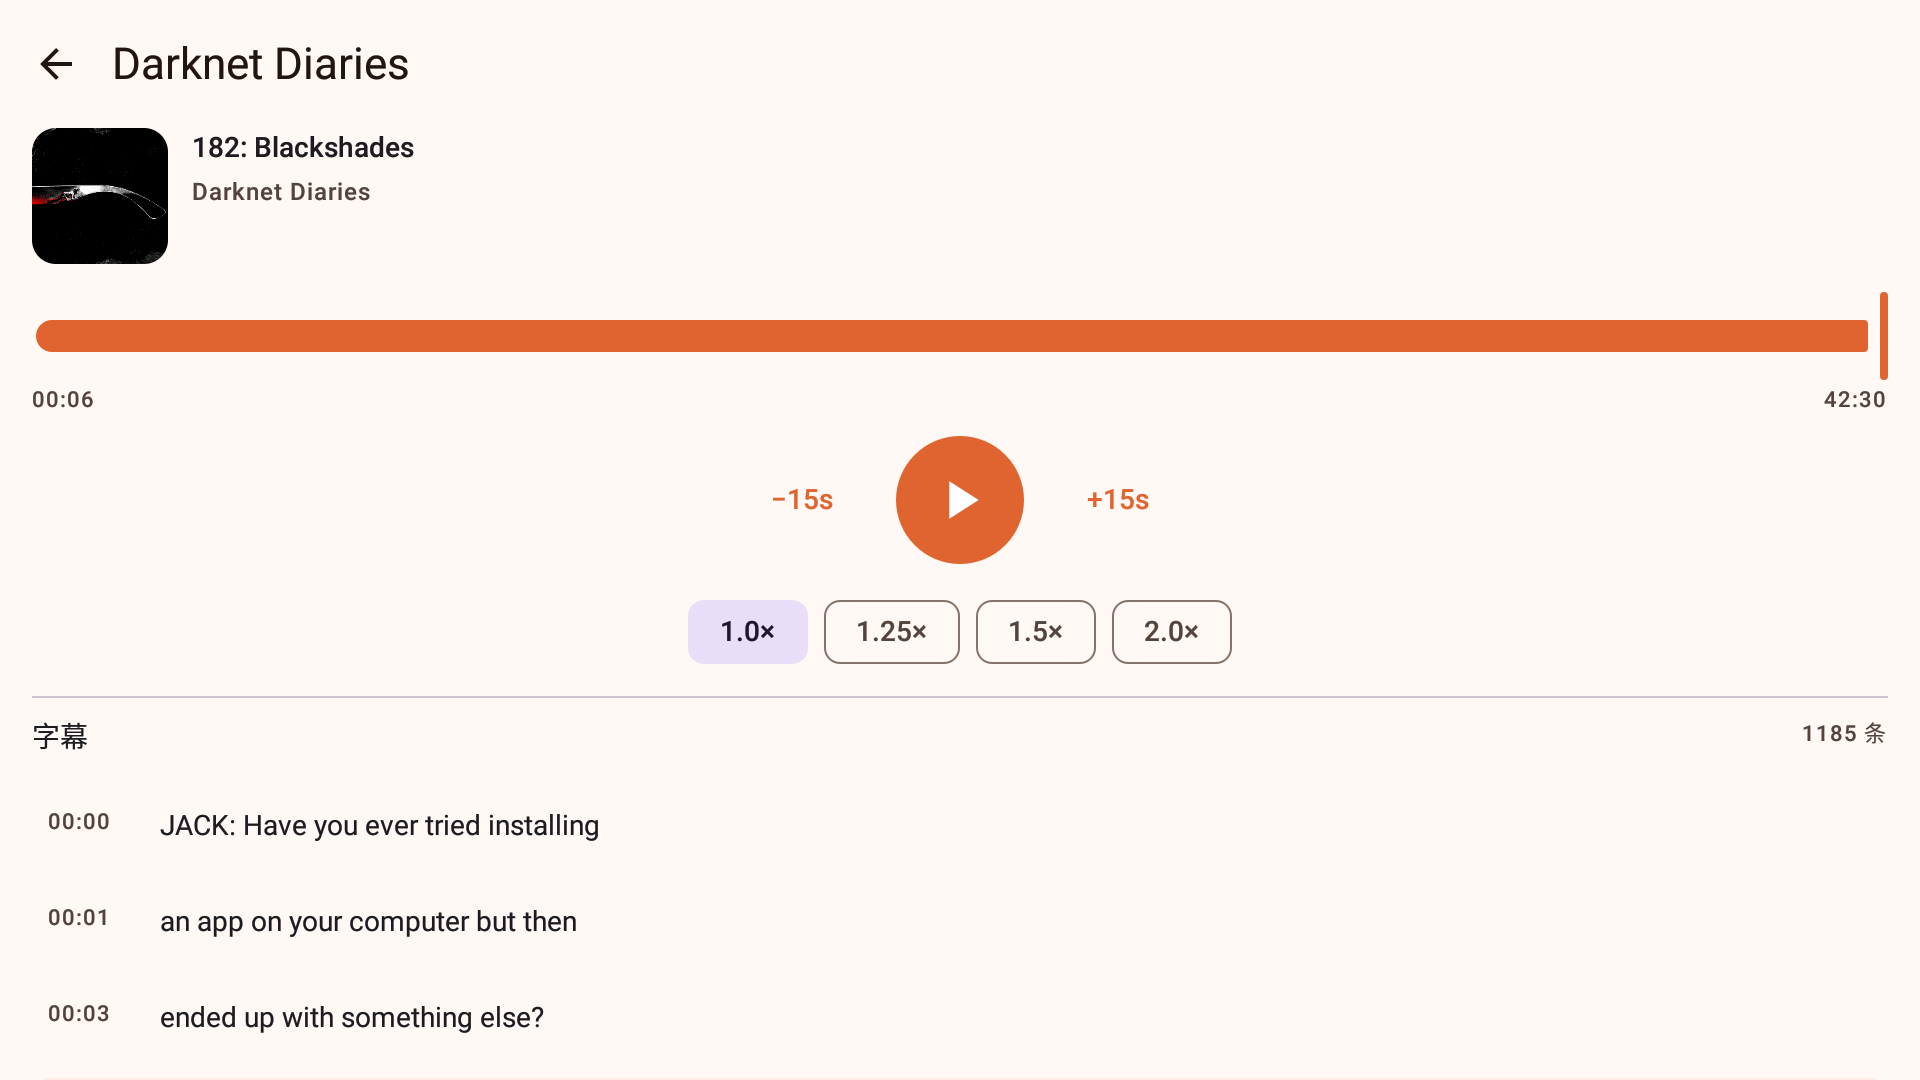 Darknet Diaries
182: Blackshades
Darknet Diaries
00:06
42:30
−15s
+15s
1.0×
1.25×
1.5×
2.0×
字幕
1185 条
00:00
JACK: Have you ever tried installing
00:01
an app on your computer but then
00:03
ended up with something else?